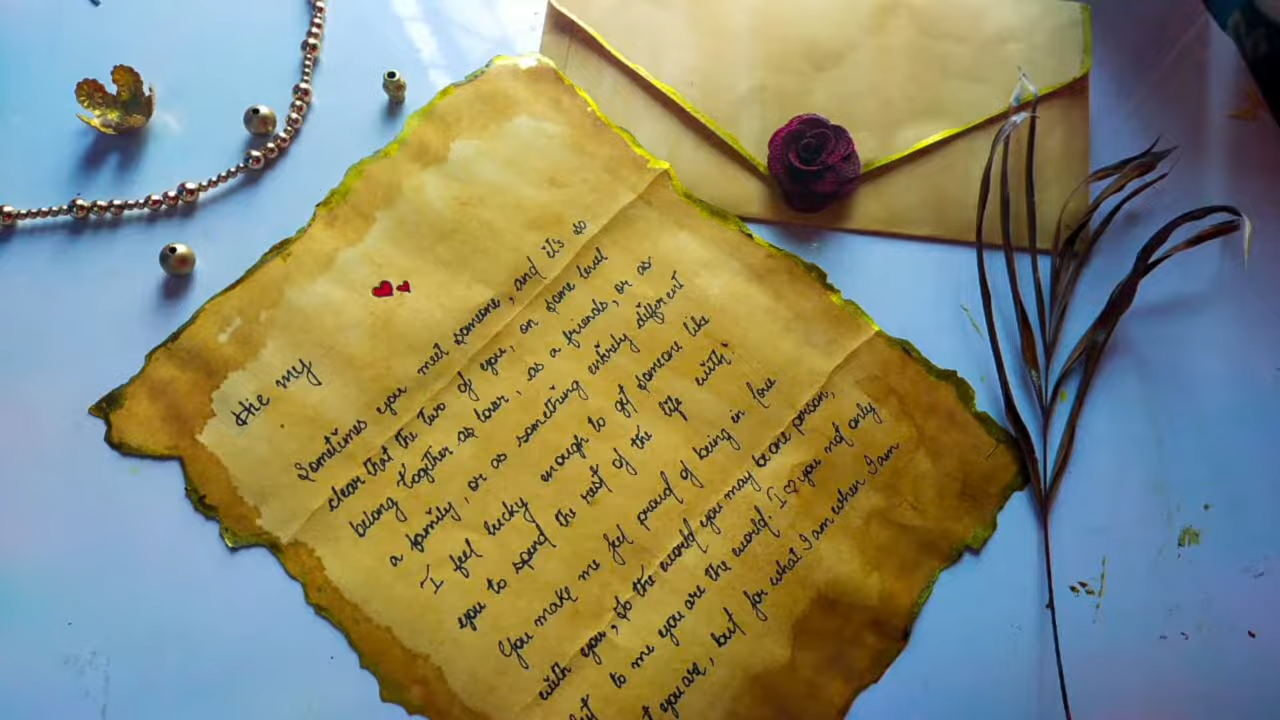 Hie my
Sometimes you meet someone, and it's so
clear that the two of you, on some level
belong together as lover, as a friends, or as
a family, or as something entirely different
I feel lucky enough to got someone like
you to spend the rest of the life with.
You make me feel proud of being in love
with you, to the world you may be one person,
but to me you are the world. I ♡ you not only
you are, but for what I am when I am